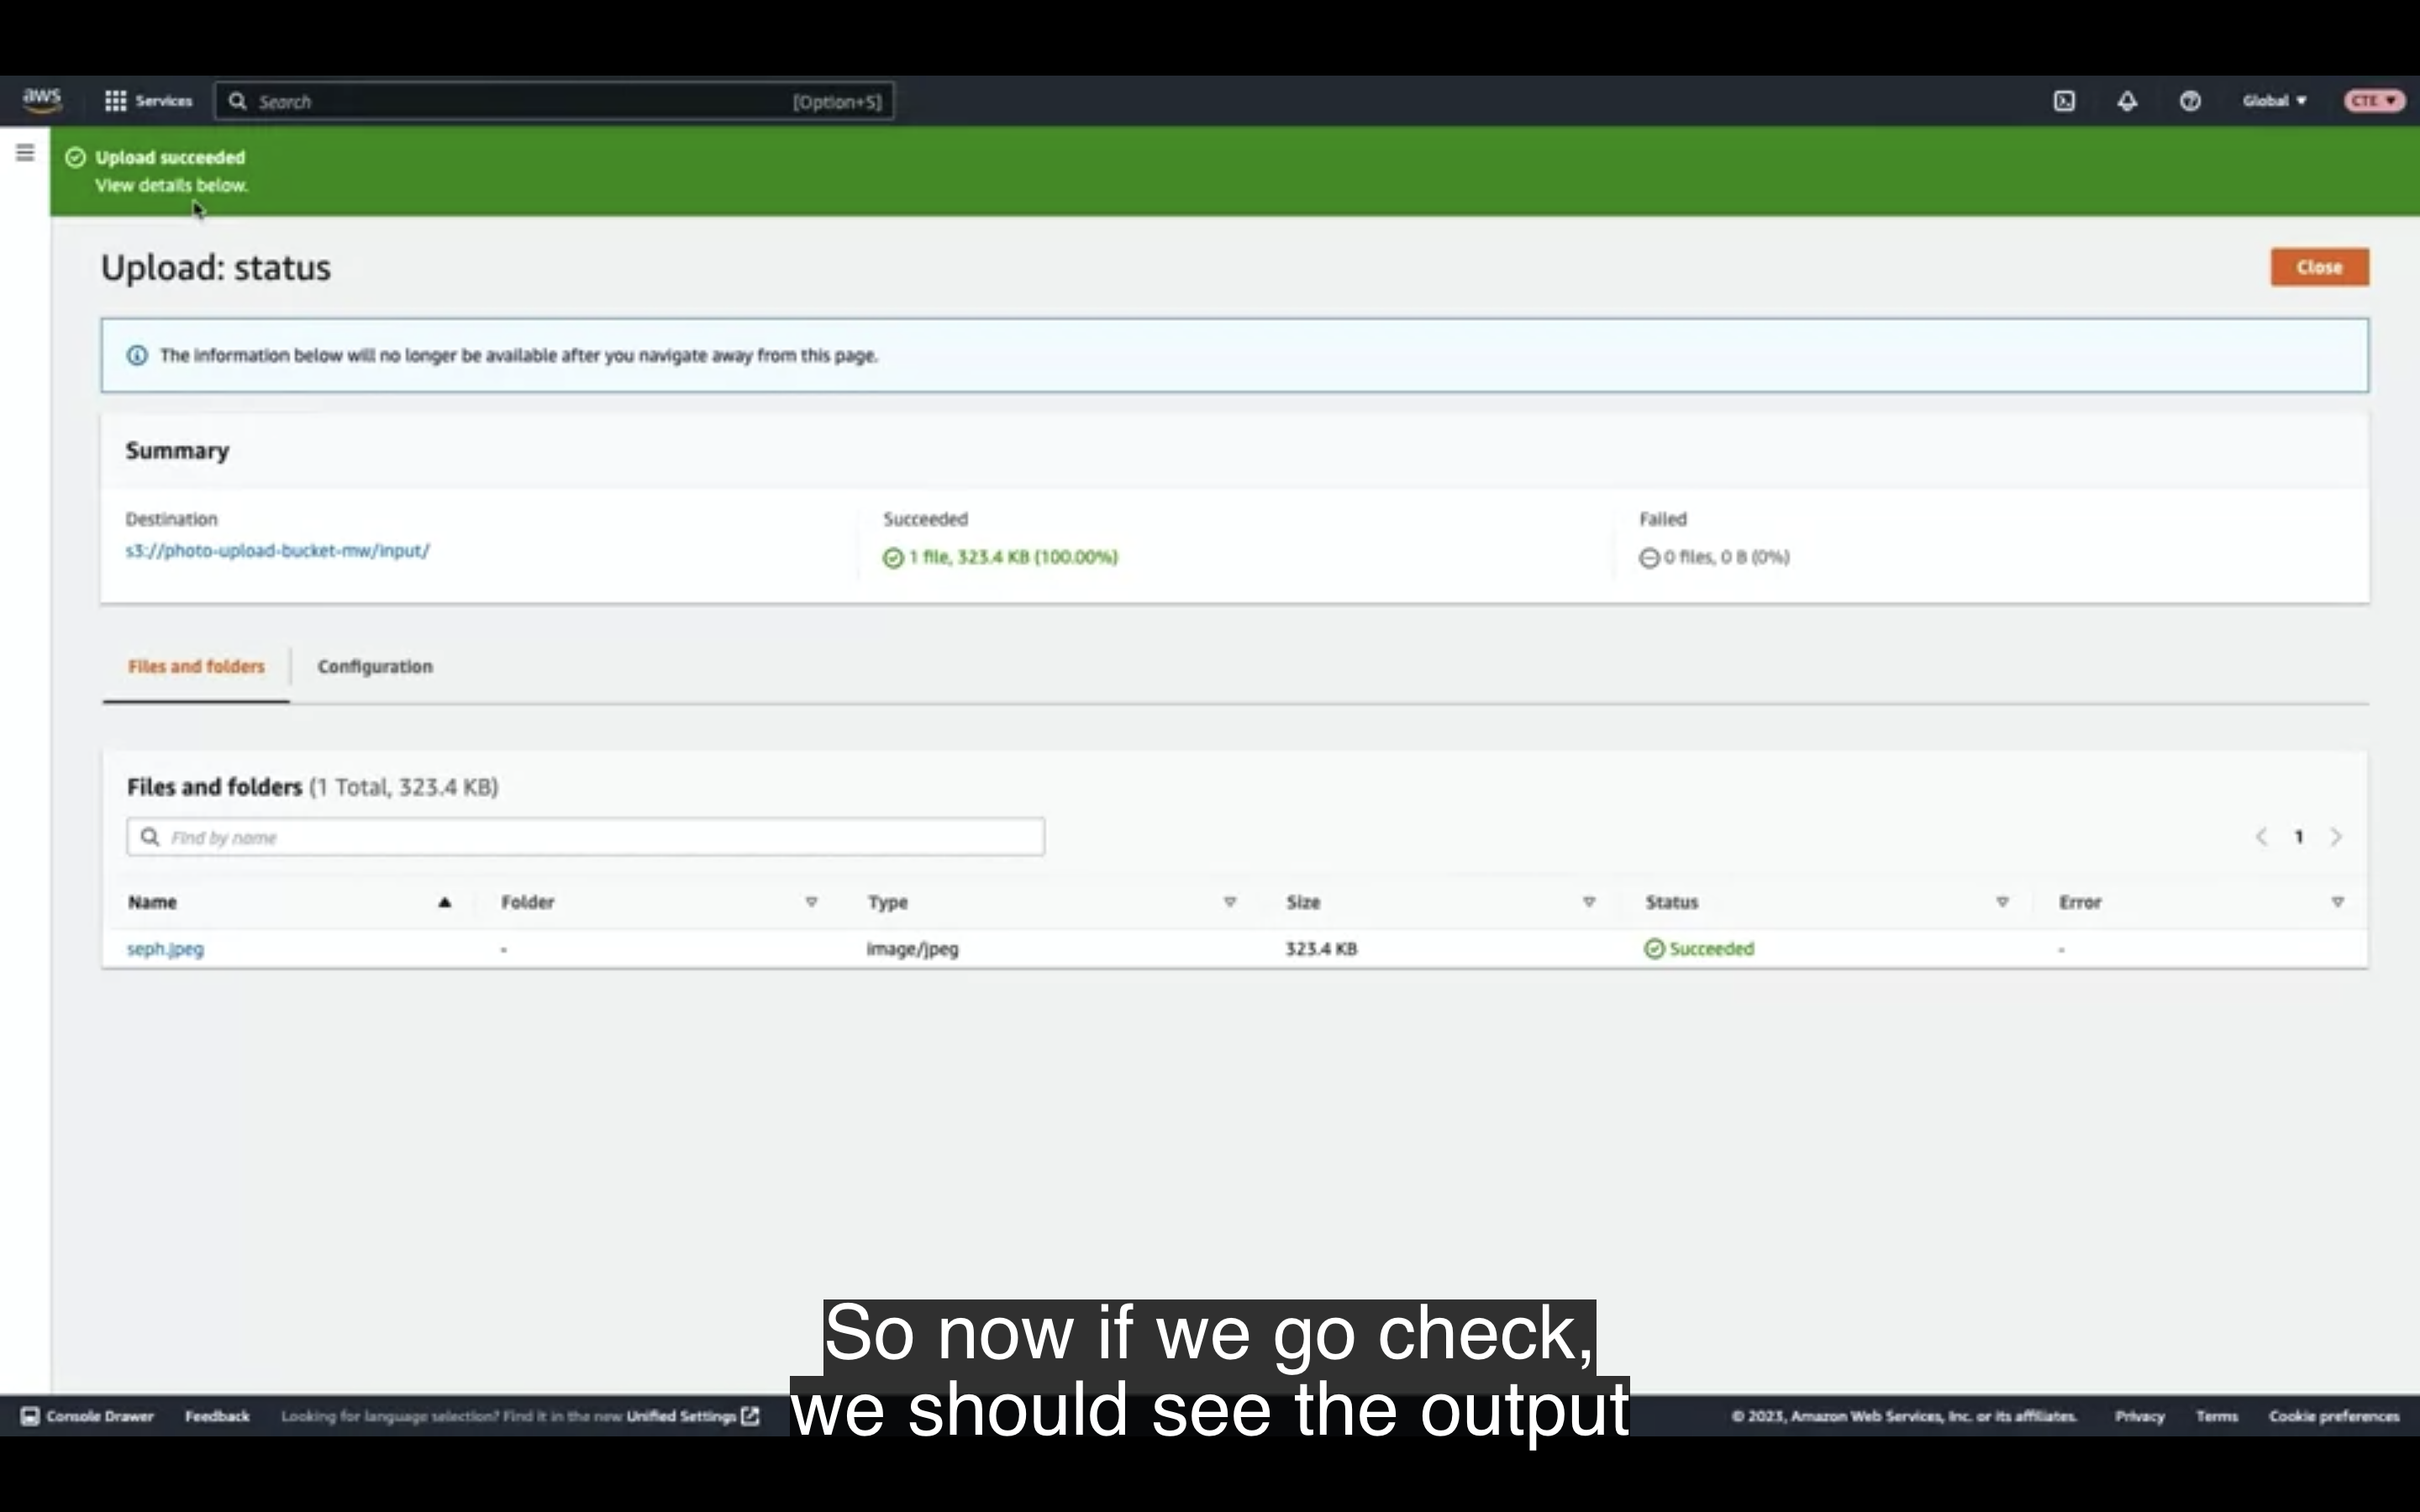 aws Services Search [Option+S] Global CTE
Upload succeeded
View details below.
Upload: status
Close
The information below will no longer be available after you navigate away from this page.
Summary
Destination Succeeded Failed
s3://photo-upload-bucket-mw/input/ 1 file, 323.4 KB (100.00%) 0 files, 0 B (0%)
Files and folders Configuration
Files and folders (1 Total, 323.4 KB)
Find by name 1
Name Folder Type Size Status Error
seph.jpeg - image/jpeg 323.4 KB Succeeded -
So now if we go check,
we should see the output
Console Drawer Feedback Looking for language selection? Find it in the new Unified Settings © 2023, Amazon Web Services, Inc. or its affiliates. Privacy Terms Cookie preferences